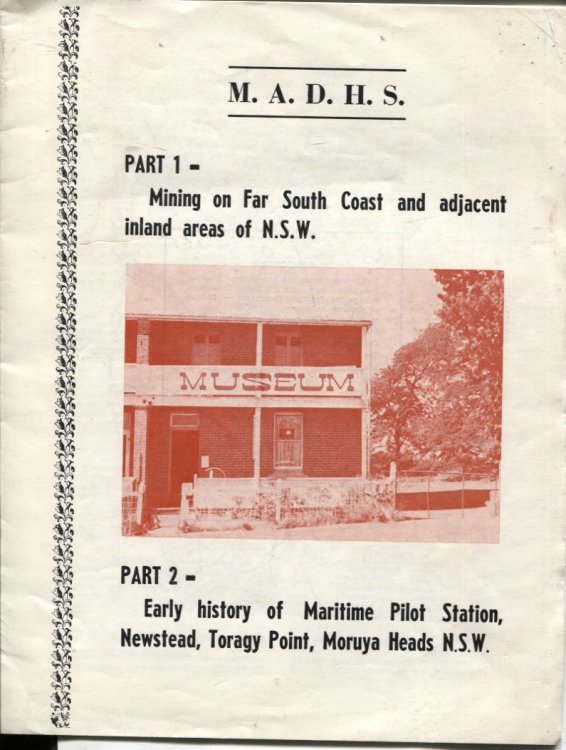 M. A. D. H. S.
PART 1 -
Mining on Far South Coast and adjacent
inland areas of N.S.W.
MUSEUM
PART 2 -
Early history of Maritime Pilot Station,
Newstead, Toragy Point, Moruya Heads N.S.W.